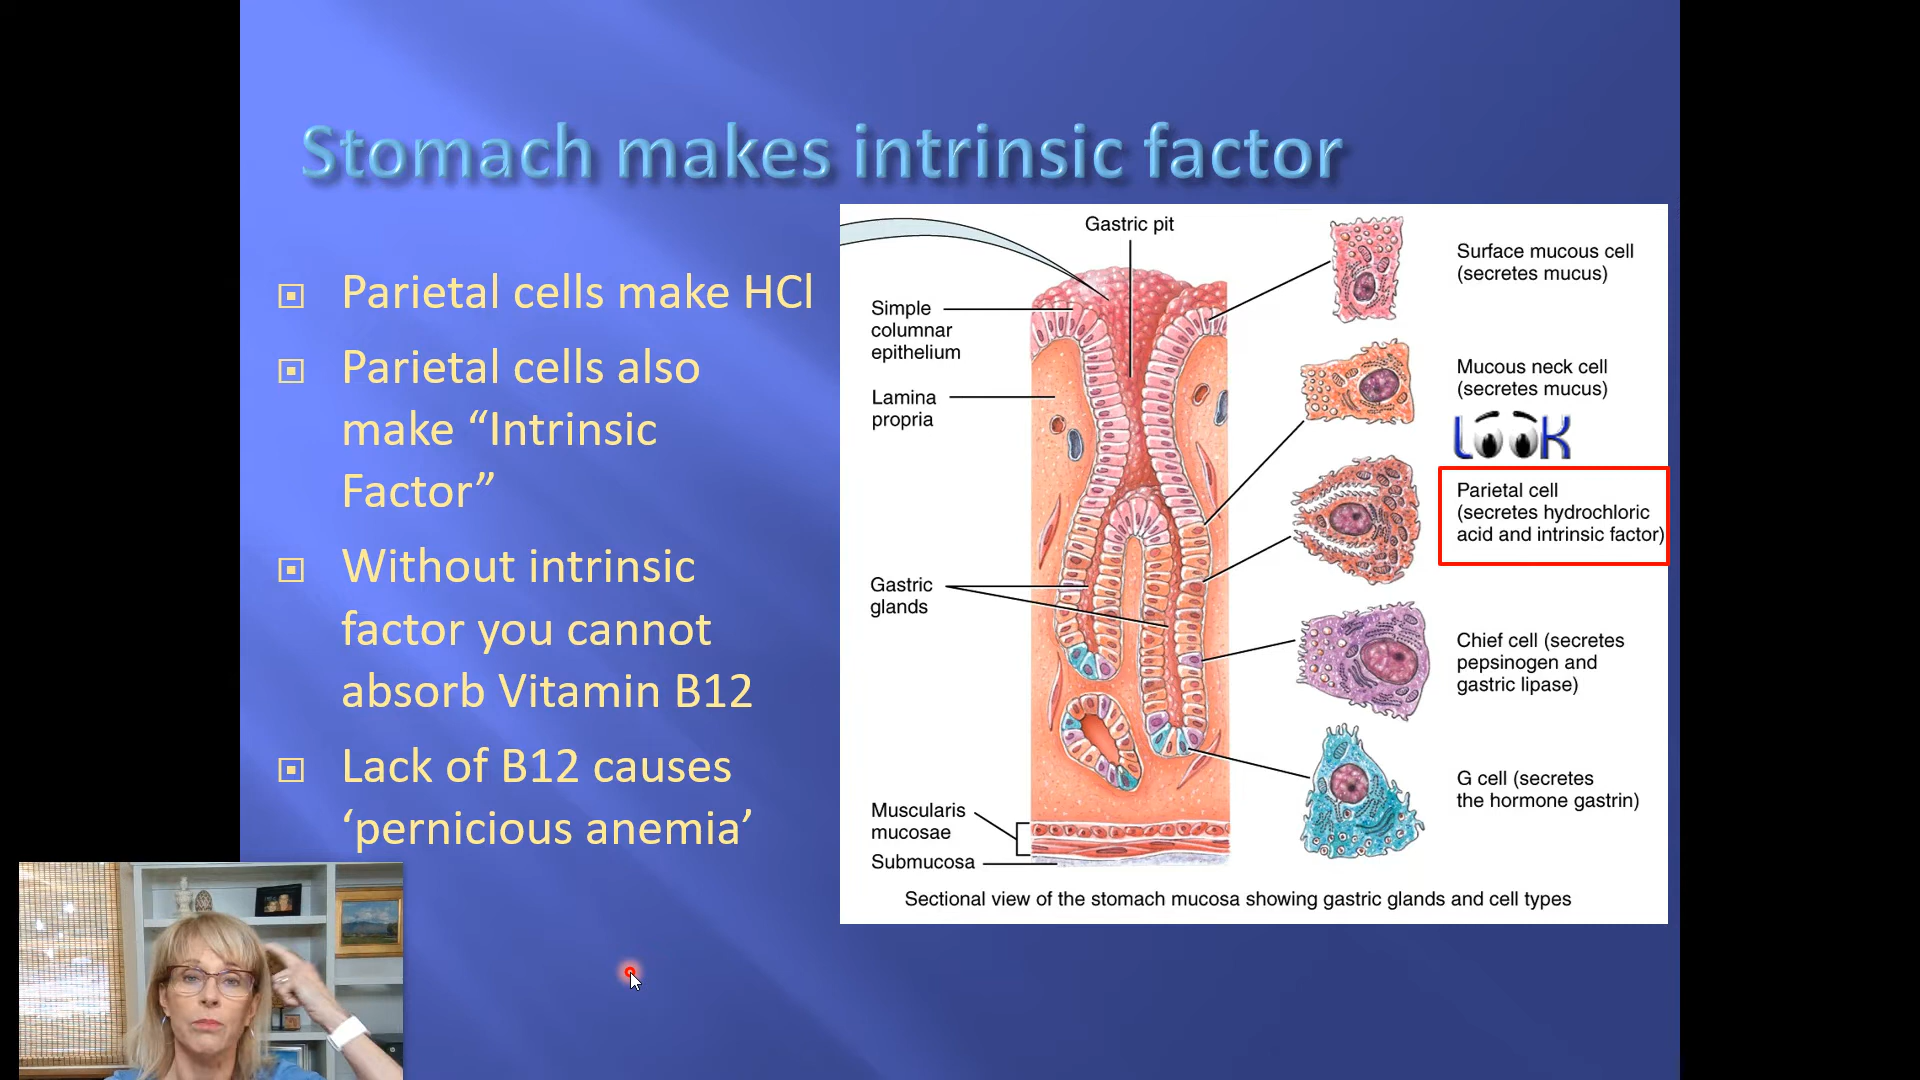 Stomach makes intrinsic factor
Parietal cells make HCl
Parietal cells also
make “Intrinsic
Factor”
Without intrinsic
factor you cannot
absorb Vitamin B12
Lack of B12 causes
‘pernicious anemia’
Gastric pit
Simple
columnar
epithelium
Lamina
propria
Gastric
glands
Muscularis
mucosae
Submucosa
Surface mucous cell
(secretes mucus)
Mucous neck cell
(secretes mucus)
LOOK
Parietal cell
(secretes hydrochloric
acid and intrinsic factor)
Chief cell (secretes
pepsinogen and
gastric lipase)
G cell (secretes
the hormone gastrin)
Sectional view of the stomach mucosa showing gastric glands and cell types